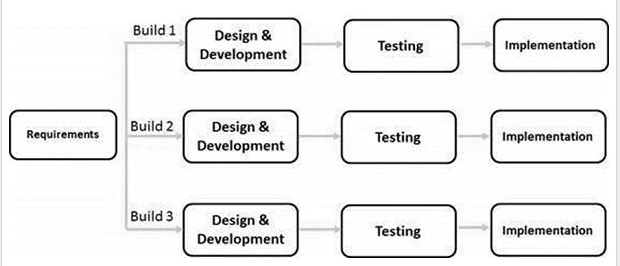 Build 1
Design &
Development
Testing
Implementation
Requirements
Build 2
Design &
Development
Testing
Implementation
Build 3
Design &
Development
Testing
Implementation